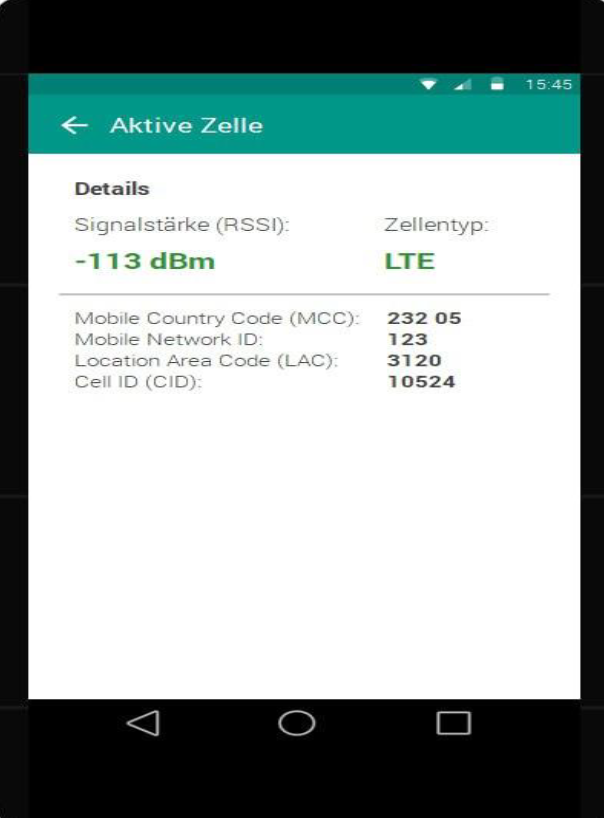 15:45
Aktive Zelle
Details
Signalstärke (RSSI): Zellentyp:
-113 dBm LTE
Mobile Country Code (MCC): 232 05
Mobile Network ID: 123
Location Area Code (LAC): 3120
Cell ID (CID): 10524